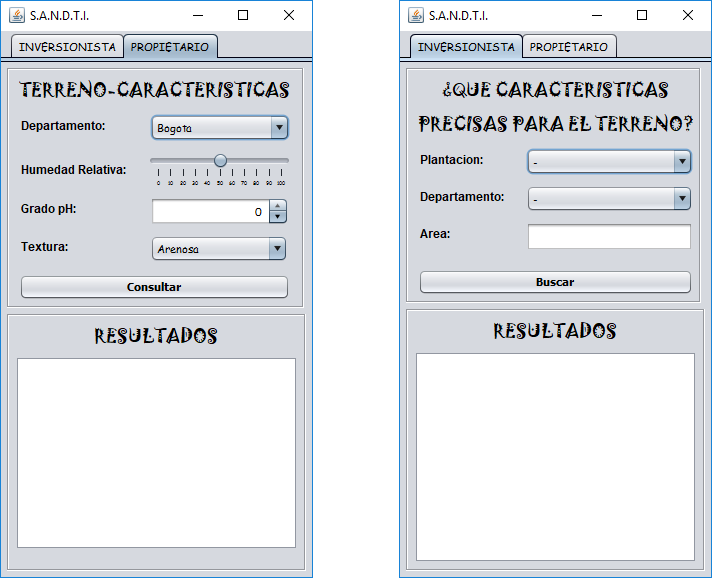 S.A.N.D.T.I.
INVERSIONISTA PROPIETARIO
TERRENO-CARACTERISTICAS
Departamento: Bogota
Humedad Relativa:
0 10 20 30 40 50 60 70 80 90 100
Grado pH: 0
Textura: Arenosa
Consultar
RESULTADOS
S.A.N.D.T.I.
INVERSIONISTA PROPIETARIO
¿QUE CARACTERISTICAS
PRECISAS PARA EL TERRENO?
Plantacion: -
Departamento: -
Area:
Buscar
RESULTADOS